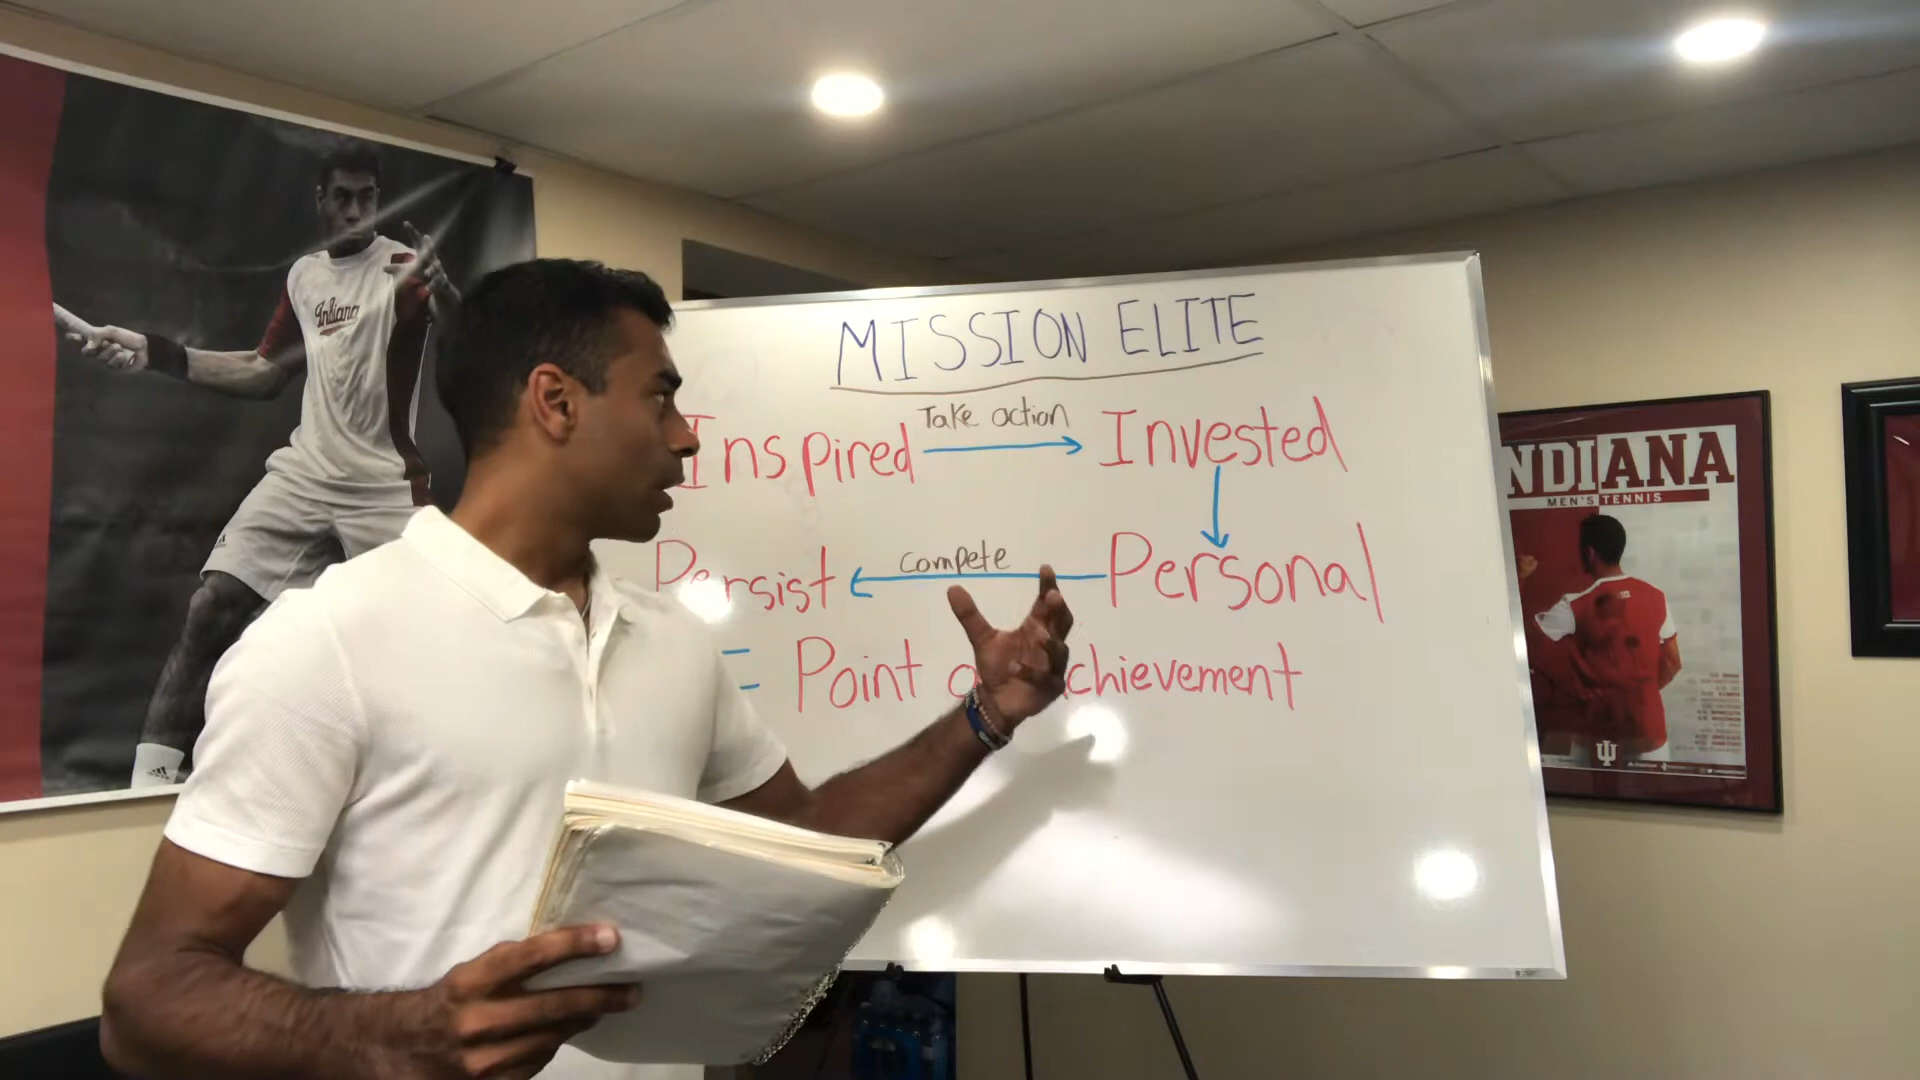 Indiana
MISSION ELITE
Inspired Take action Invested
Persist compete Personal
= Point chievement
INDIANA
MEN'S TENNIS